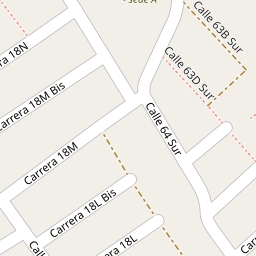 Sede A
Calle 63B Sur
Carrera 18N
Calle 63D Sur
Carrera 18M Bis
Calle 64 Sur
Carrera 18M
Carrera 18L Bis
Carrera 18L